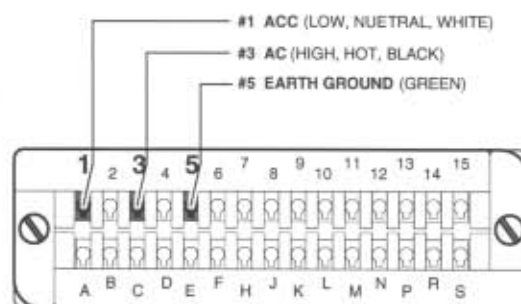 #1 ACC (LOW, NUETRAL, WHITE)
#3 AC (HIGH, HOT, BLACK)
#5 EARTH GROUND (GREEN)
1 2 3 4 5 6 7 8 9 10 11 12 13 14 15
A B C D E F H J K L M N P R S